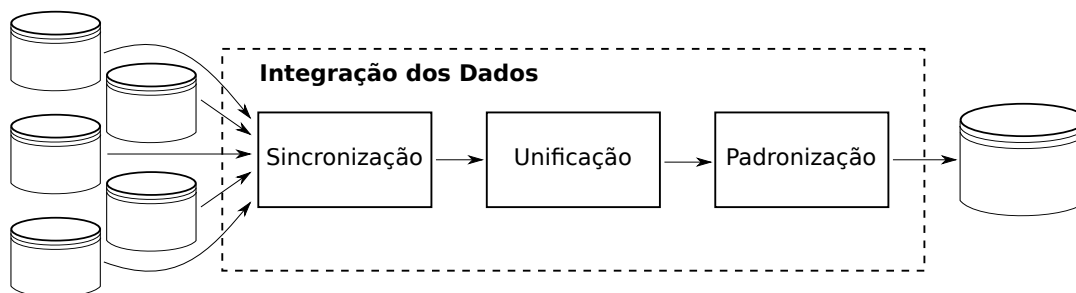 Integração dos Dados
Sincronização
Unificação
Padronização